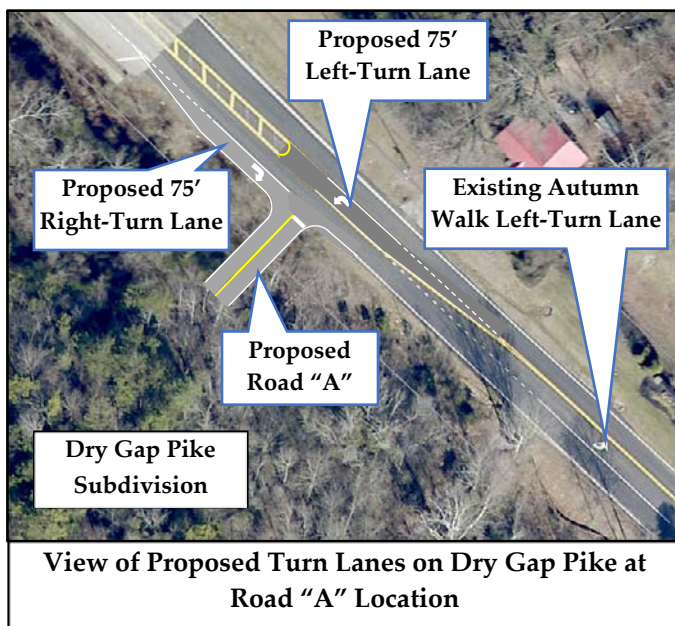 Proposed 75’
Left-Turn Lane
Proposed 75’
Right-Turn Lane
Existing Autumn
Walk Left-Turn Lane
Proposed
Road “A”
Dry Gap Pike
Subdivision
View of Proposed Turn Lanes on Dry Gap Pike at
Road “A” Location